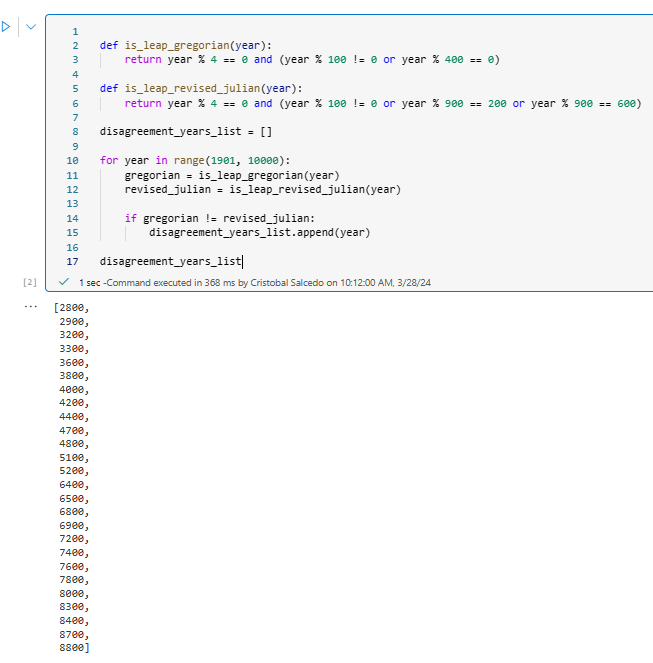 1
2 def is_leap_gregorian(year):
3 return year % 4 == 0 and (year % 100 != 0 or year % 400 == 0)
4
5 def is_leap_revised_julian(year):
6 return year % 4 == 0 and (year % 100 != 0 or year % 900 == 200 or year % 900 == 600)
7
8 disagreement_years_list = []
9
10 for year in range(1901, 10000):
11 gregorian = is_leap_gregorian(year)
12 revised_julian = is_leap_revised_julian(year)
13
14 if gregorian != revised_julian:
15 disagreement_years_list.append(year)
16
17 disagreement_years_list
[2] 1 sec -Command executed in 368 ms by Cristobal Salcedo on 10:12:00 AM, 3/28/24
... [2800,
2900,
3200,
3300,
3600,
3800,
4000,
4200,
4400,
4700,
4800,
5100,
5200,
6400,
6500,
6800,
6900,
7200,
7400,
7600,
7800,
8000,
8300,
8400,
8700,
8800]